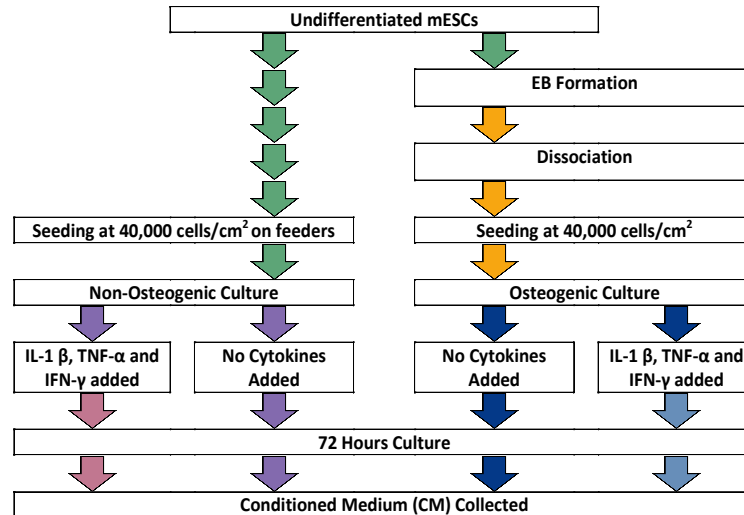 Undifferentiated mESCs
EB Formation
Dissociation
Seeding at 40,000 cells/cm² on feeders
Seeding at 40,000 cells/cm²
Non-Osteogenic Culture
Osteogenic Culture
IL-1 β, TNF-α and
IFN-γ added
No Cytokines
Added
No Cytokines
Added
IL-1 β, TNF-α and
IFN-γ added
72 Hours Culture
Conditioned Medium (CM) Collected